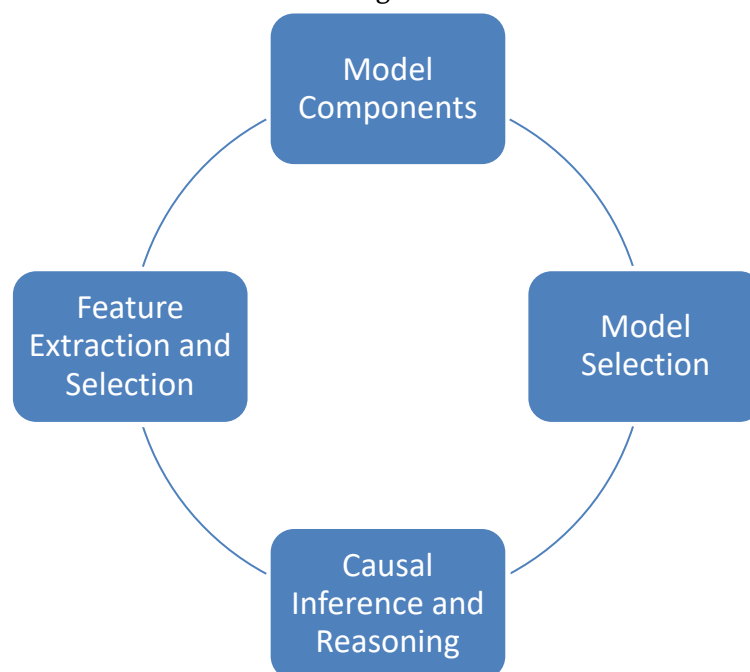 Model
Components
Feature
Extraction and
Selection
Model
Selection
Causal
Inference and
Reasoning